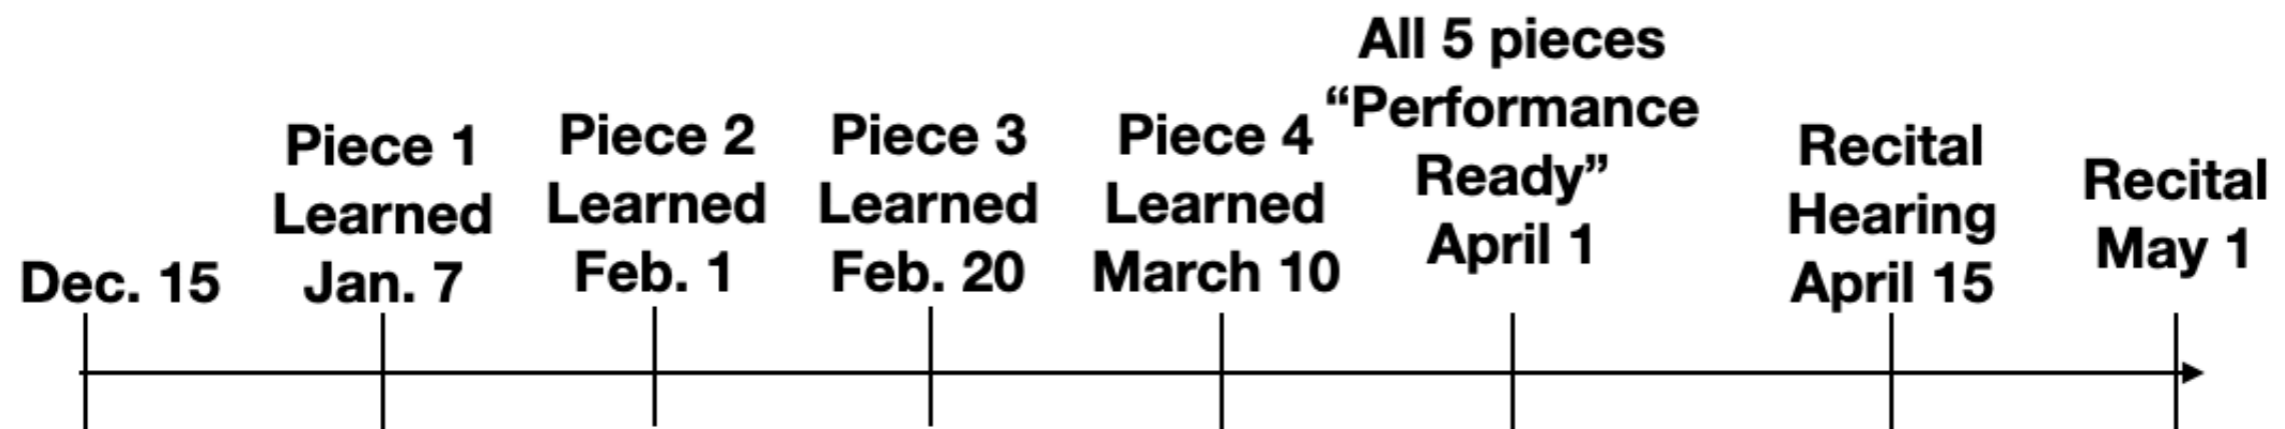 Dec. 15
Piece 1
Learned
Jan. 7
Piece 2
Learned
Feb. 1
Piece 3
Learned
Feb. 20
Piece 4
Learned
March 10
All 5 pieces
“Performance
Ready”
April 1
Recital
Hearing
April 15
Recital
May 1